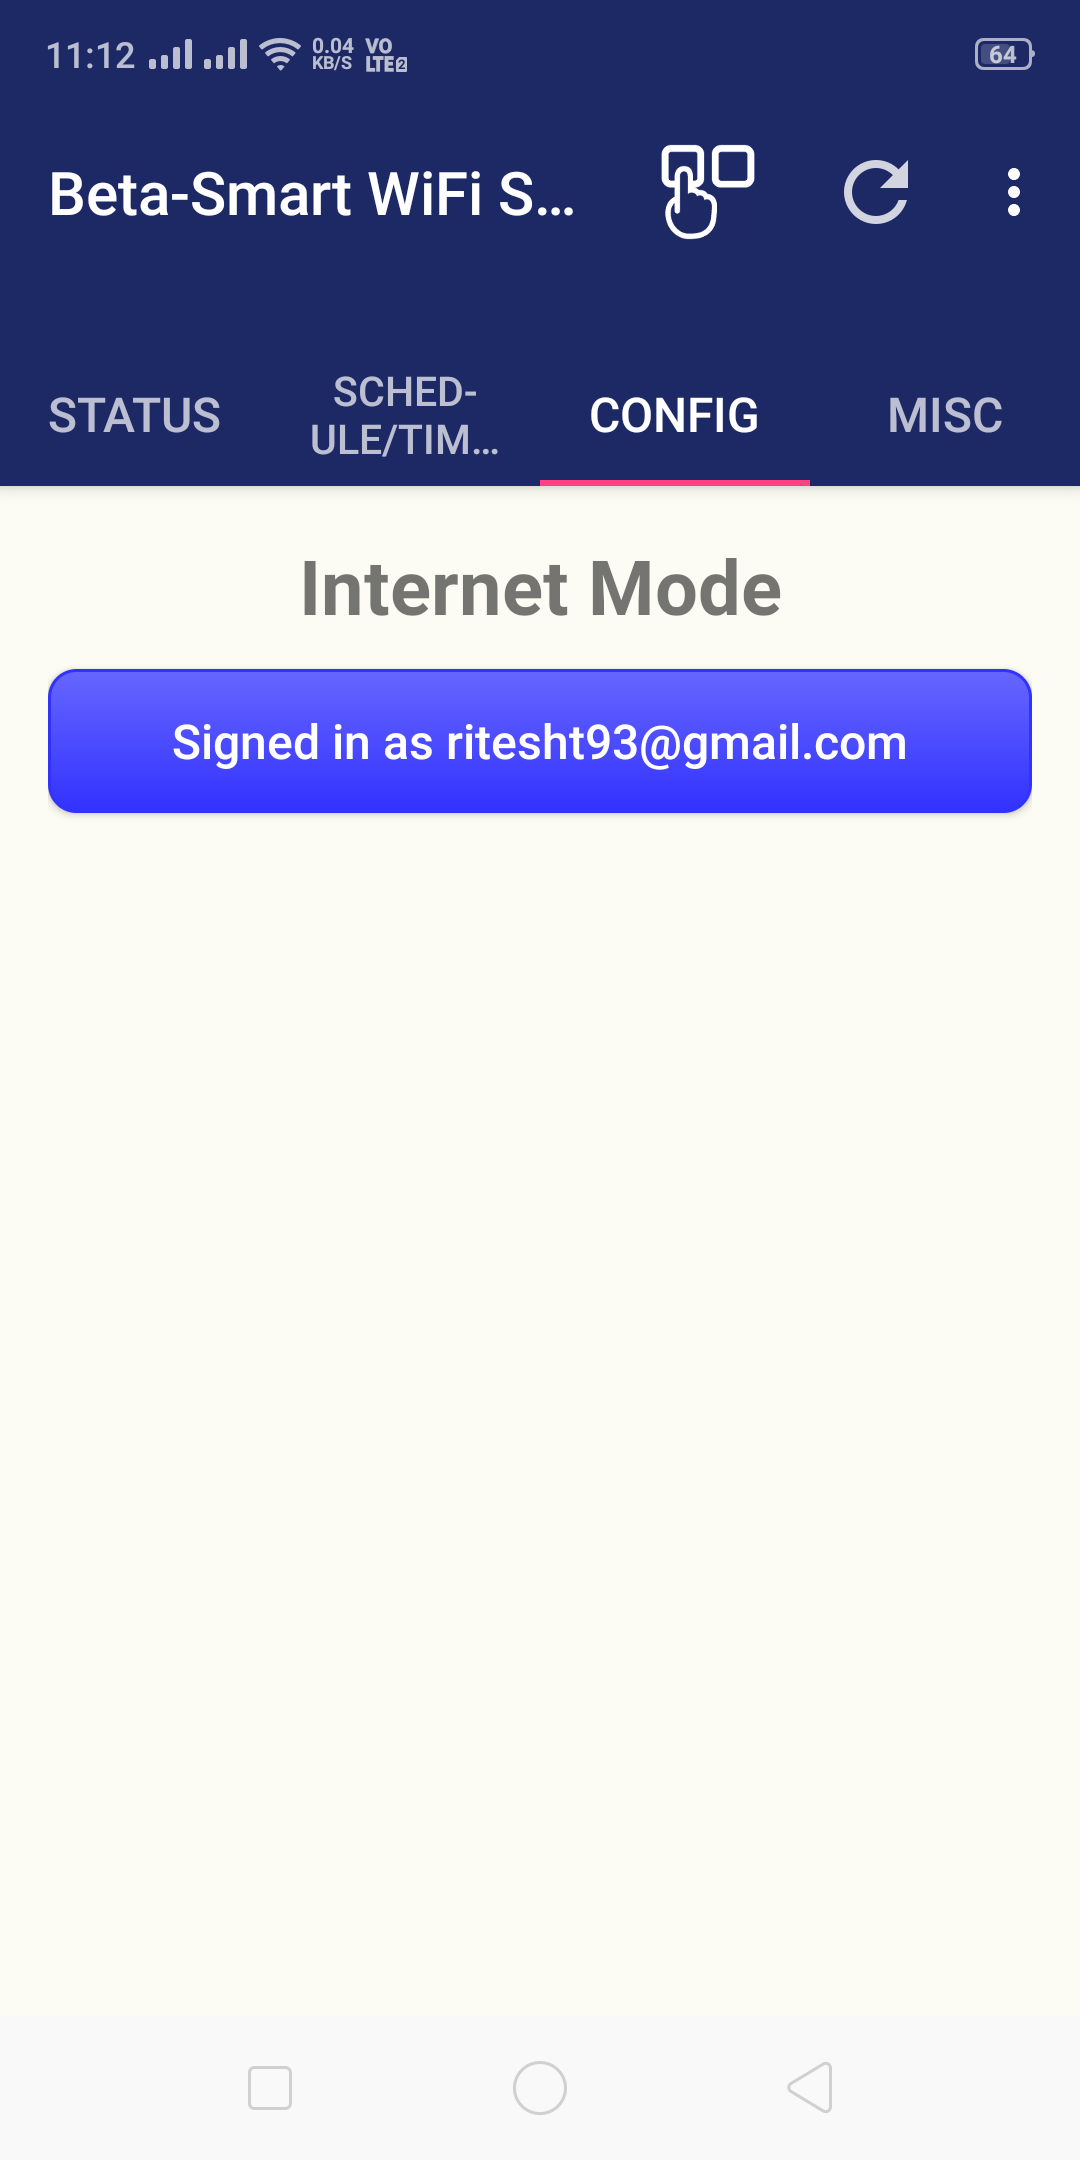 11:12 0.04 KB/S VO LTE2 64
Beta-Smart WiFi S...
STATUS
SCHED-
ULE/TIM...
CONFIG
MISC
Internet Mode
Signed in as ritesht93@gmail.com